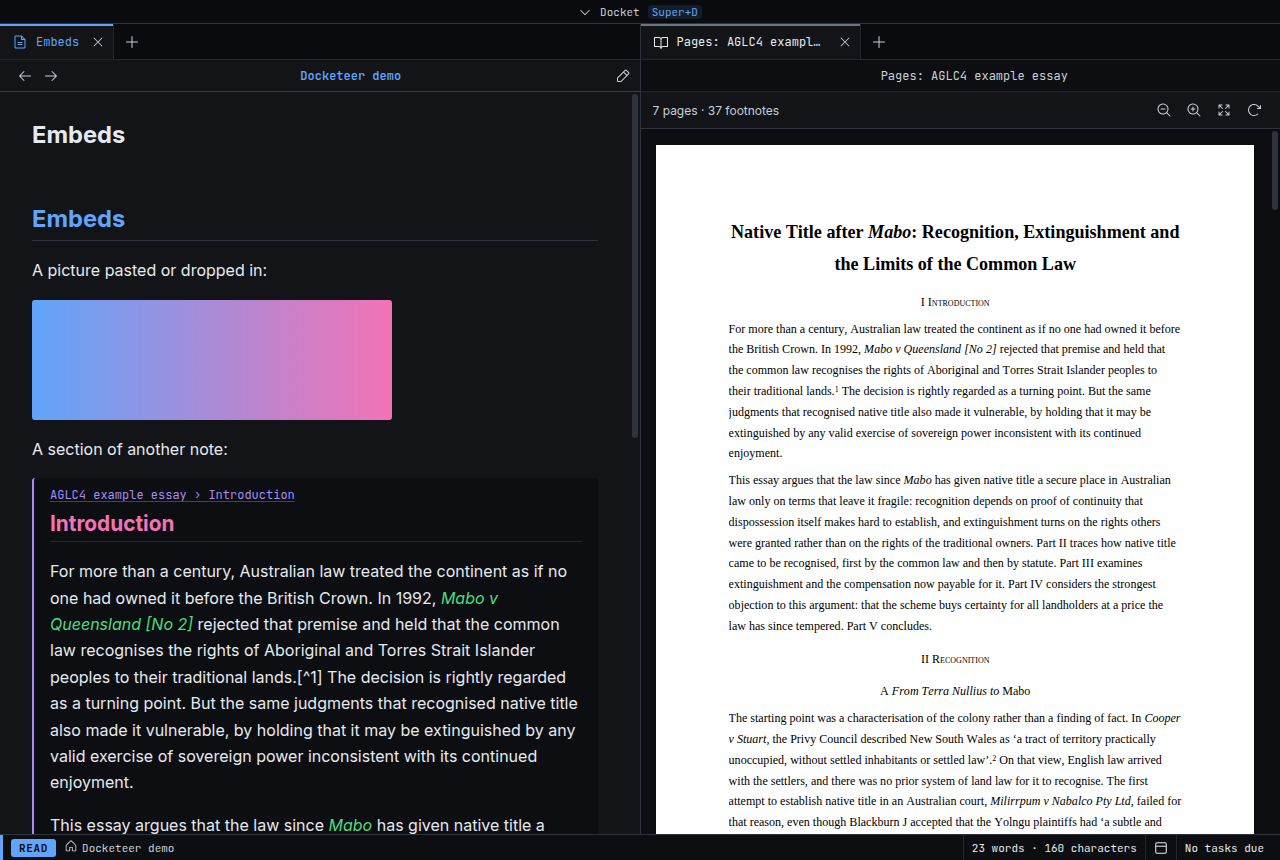 Docket Super+D
Embeds
Docketeer demo
Embeds
Embeds
A picture pasted or dropped in:
A section of another note:
AGLC4 example essay › Introduction
Introduction
For more than a century, Australian law treated the continent as if no
one had owned it before the British Crown. In 1992, Mabo v
Queensland [No 2] rejected that premise and held that the common
law recognises the rights of Aboriginal and Torres Strait Islander
peoples to their traditional lands.[^1] The decision is rightly regarded
as a turning point. But the same judgments that recognised native title
also made it vulnerable, by holding that it may be extinguished by any
valid exercise of sovereign power inconsistent with its continued
enjoyment.
This essay argues that the law since Mabo has given native title a
Pages: AGLC4 exampl…
Pages: AGLC4 example essay
7 pages · 37 footnotes
Native Title after Mabo: Recognition, Extinguishment and
the Limits of the Common Law
I Introduction
For more than a century, Australian law treated the continent as if no one had owned it before
the British Crown. In 1992, Mabo v Queensland [No 2] rejected that premise and held that
the common law recognises the rights of Aboriginal and Torres Strait Islander peoples to
their traditional lands.¹ The decision is rightly regarded as a turning point. But the same
judgments that recognised native title also made it vulnerable, by holding that it may be
extinguished by any valid exercise of sovereign power inconsistent with its continued
enjoyment.
This essay argues that the law since Mabo has given native title a secure place in Australian
law only on terms that leave it fragile: recognition depends on proof of continuity that
dispossession itself makes hard to establish, and extinguishment turns on the rights others
were granted rather than on the rights of the traditional owners. Part II traces how native title
came to be recognised, first by the common law and then by statute. Part III examines
extinguishment and the compensation now payable for it. Part IV considers the strongest
objection to this argument: that the scheme buys certainty for all landholders at a price the
law has since tempered. Part V concludes.
II Recognition
A From Terra Nullius to Mabo
The starting point was a characterisation of the colony rather than a finding of fact. In Cooper
v Stuart, the Privy Council described New South Wales as ‘a tract of territory practically
unoccupied, without settled inhabitants or settled law’.² On that view, English law arrived
with the settlers, and there was no prior system of land law for it to recognise. The first
attempt to establish native title in an Australian court, Milirrpum v Nabalco Pty Ltd, failed for
that reason, even though Blackburn J accepted that the Yolngu plaintiffs had ‘a subtle and
READ Docketeer demo
23 words · 160 characters
No tasks due